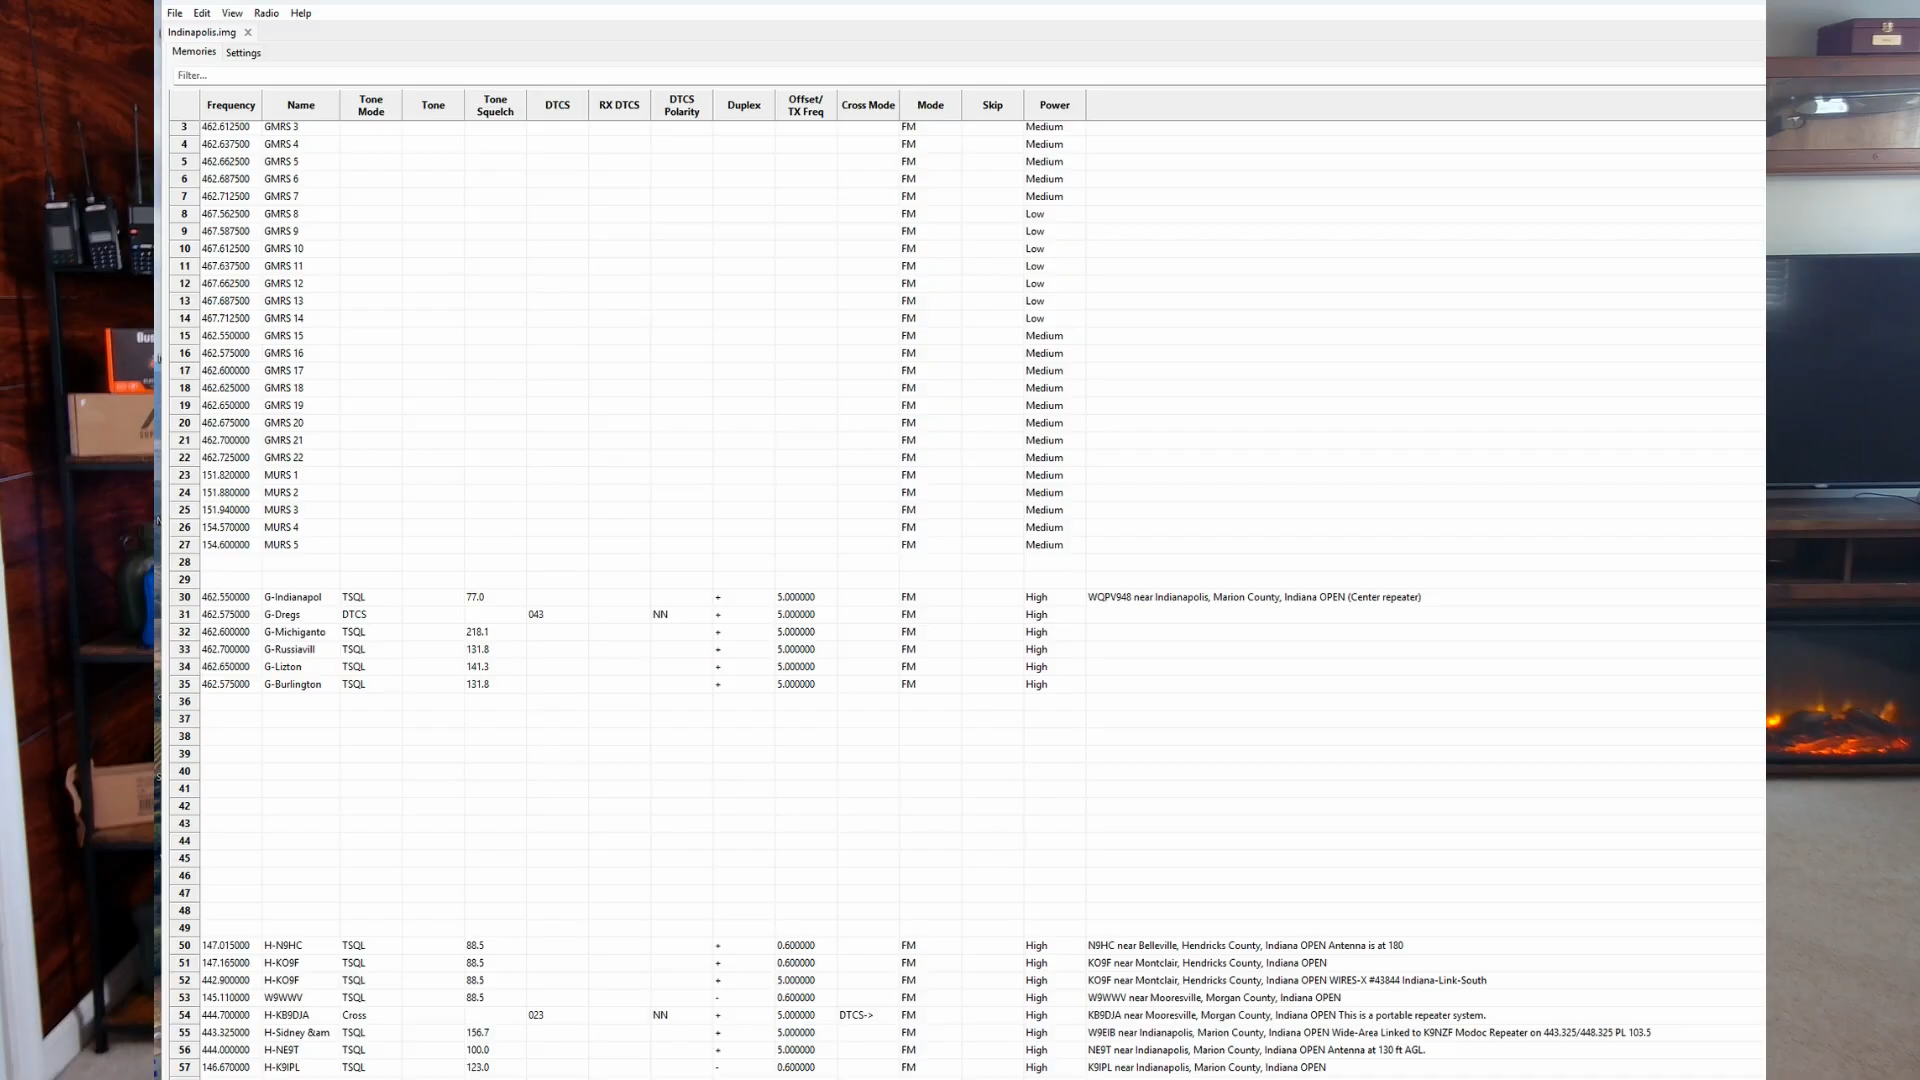 File Edit View Radio Help
Indinapolis.img
Memories Settings
Filter...
Frequency Name Tone Mode Tone Tone Squelch DTCS RX DTCS DTCS Polarity Duplex Offset/ TX Freq Cross Mode Mode Skip Power
3 462.612500 GMRS 3 FM Medium
4 462.637500 GMRS 4 FM Medium
5 462.662500 GMRS 5 FM Medium
6 462.687500 GMRS 6 FM Medium
7 462.712500 GMRS 7 FM Medium
8 467.562500 GMRS 8 FM Low
9 467.587500 GMRS 9 FM Low
10 467.612500 GMRS 10 FM Low
11 467.637500 GMRS 11 FM Low
12 467.662500 GMRS 12 FM Low
13 467.687500 GMRS 13 FM Low
14 467.712500 GMRS 14 FM Low
15 462.550000 GMRS 15 FM Medium
16 462.575000 GMRS 16 FM Medium
17 462.600000 GMRS 17 FM Medium
18 462.625000 GMRS 18 FM Medium
19 462.650000 GMRS 19 FM Medium
20 462.675000 GMRS 20 FM Medium
21 462.700000 GMRS 21 FM Medium
22 462.725000 GMRS 22 FM Medium
23 151.820000 MURS 1 FM Medium
24 151.880000 MURS 2 FM Medium
25 151.940000 MURS 3 FM Medium
26 154.570000 MURS 4 FM Medium
27 154.600000 MURS 5 FM Medium
28
29
30 462.550000 G-Indianapol TSQL 77.0 + 5.000000 FM High WQPV948 near Indianapolis, Marion County, Indiana OPEN (Center repeater)
31 462.575000 G-Dregs DTCS 043 NN + 5.000000 FM High
32 462.600000 G-Michiganto TSQL 218.1 + 5.000000 FM High
33 462.700000 G-Russiavill TSQL 131.8 + 5.000000 FM High
34 462.650000 G-Lizton TSQL 141.3 + 5.000000 FM High
35 462.575000 G-Burlington TSQL 131.8 + 5.000000 FM High
36
37
38
39
40
41
42
43
44
45
46
47
48
49
50 147.015000 H-N9HC TSQL 88.5 + 0.600000 FM High N9HC near Belleville, Hendricks County, Indiana OPEN Antenna is at 180
51 147.165000 H-KO9F TSQL 88.5 + 0.600000 FM High KO9F near Montclair, Hendricks County, Indiana OPEN
52 442.900000 H-KO9F TSQL 88.5 + 5.000000 FM High KO9F near Montclair, Hendricks County, Indiana OPEN WIRES-X #43844 Indiana-Link-South
53 145.110000 W9WWV TSQL 88.5 - 0.600000 FM High W9WWV near Mooresville, Morgan County, Indiana OPEN
54 444.700000 H-KB9DJA Cross 023 NN + 5.000000 DTCS-> FM High KB9DJA near Mooresville, Morgan County, Indiana OPEN This is a portable repeater system.
55 443.325000 H-Sidney &am TSQL 156.7 + 5.000000 FM High W9EIB near Indianapolis, Marion County, Indiana OPEN Wide-Area Linked to K9NZF Modoc Repeater on 443.325/448.325 PL 103.5
56 444.000000 H-NE9T TSQL 100.0 + 5.000000 FM High NE9T near Indianapolis, Marion County, Indiana OPEN Antenna at 130 ft AGL.
57 146.670000 H-K9IPL TSQL 123.0 - 0.600000 FM High K9IPL near Indianapolis, Marion County, Indiana OPEN